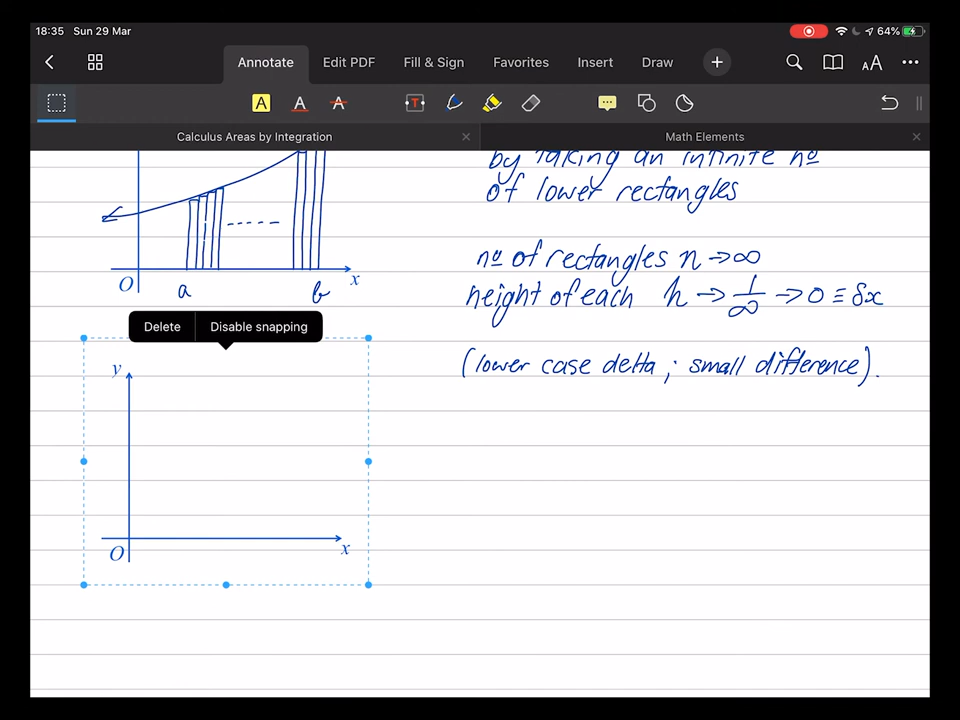 18:35 Sun 29 Mar
64%
Annotate Edit PDF Fill & Sign Favorites Insert Draw
A A A T AA
Calculus Areas by Integration
Math Elements
by taking an infinite nº
of lower rectangles
O a b x
nº of rectangles n → ∞
height of each h → 1/∞ → 0 ≡ δx
Delete Disable snapping
(lower case delta ; small difference).
y
O x